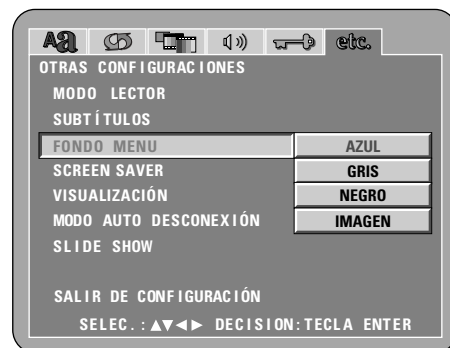 Aa etc.
OTRAS CONFIGURACIONES
MODO LECTOR
SUBTÍTULOS
FONDO MENU AZUL
SCREEN SAVER GRIS
VISUALIZACIÓN NEGRO
MODO AUTO DESCONEXIÓN IMAGEN
SLIDE SHOW
SALIR DE CONFIGURACIÓN
SELEC.:▲▼◄► DECISION:TECLA ENTER